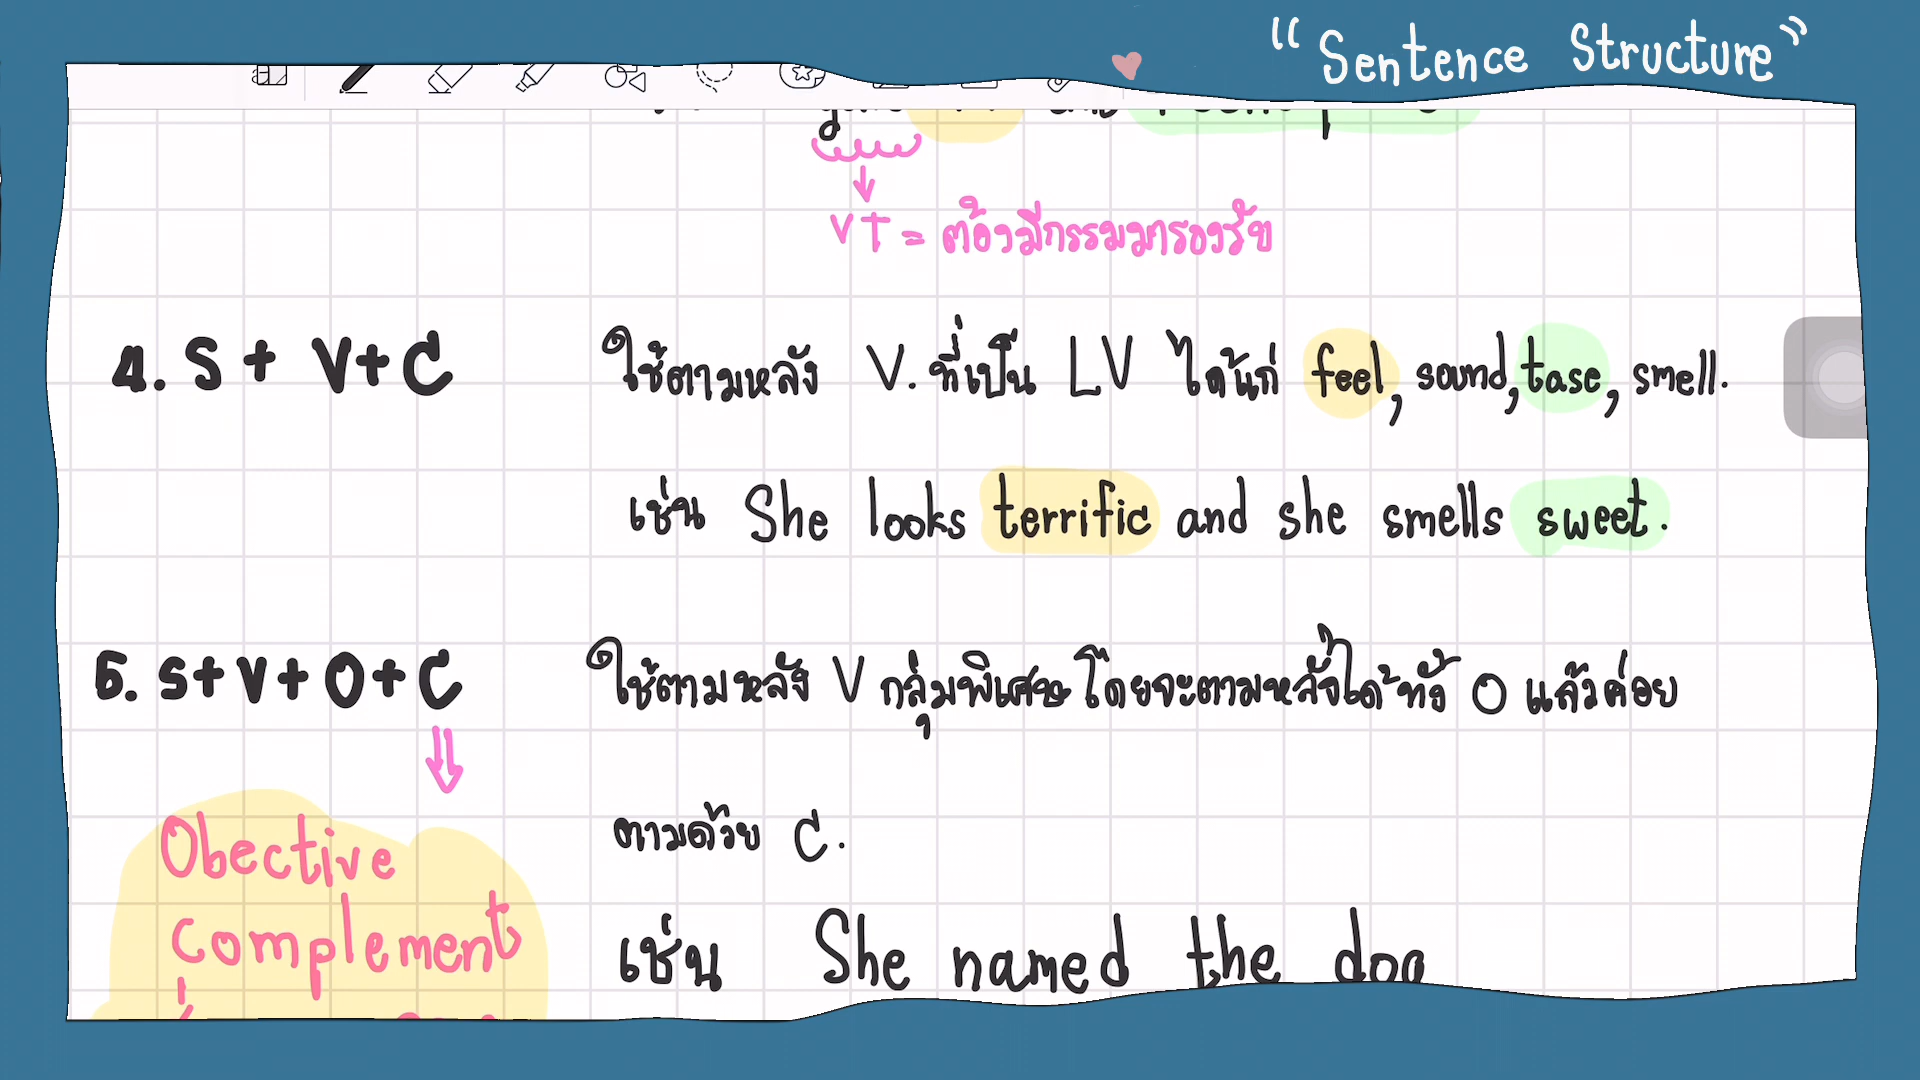 “Sentence Structure”
VT = ต้องมีกรรมมารองรับ
4. S + V + C
ใช้ตามหลัง V. ที่เป็น LV ได้แก่ feel, sound, tase, smell.
เช่น She looks terrific and she smells sweet.
5. S + V + O + C
ใช้ตามหลัง V กลุ่มพิเศษ โดยจะตามหลังได้ทั้ง O แล้วค่อย
ตามด้วย C.
Obective
complement
เช่น She named the dog